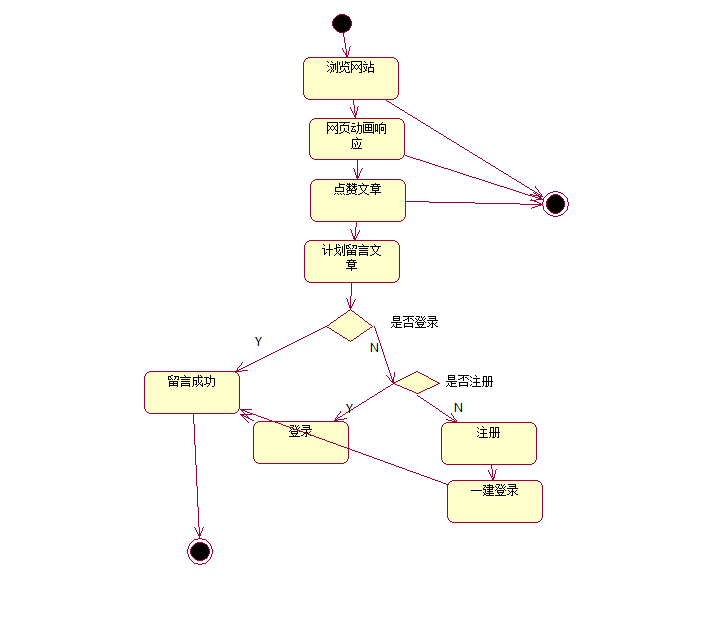 浏览网站
网页动画响
应
点赞文章
计划留言文
章
是否登录
Y
N
留言成功
是否注册
Y
N
登录
注册
一建登录